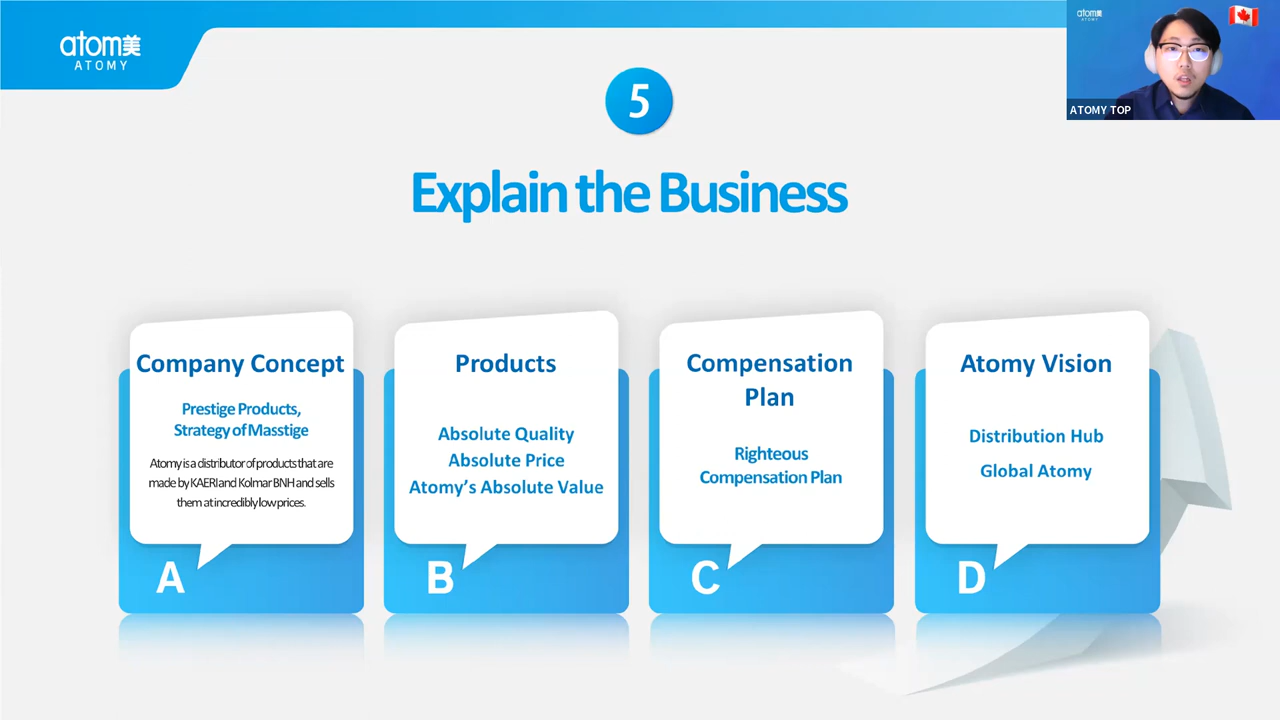 atom美
ATOMY
atom美
ATOMY
ATOMY TOP
5
Explain the Business
Company Concept
Prestige Products,
Strategy of Masstige
Atomy is a distributor of products that are
made by KAERI and Kolmar BNH and sells
them at incredibly low prices.
A
Products
Absolute Quality
Absolute Price
Atomy's Absolute Value
B
Compensation
Plan
Righteous
Compensation Plan
C
Atomy Vision
Distribution Hub
Global Atomy
D